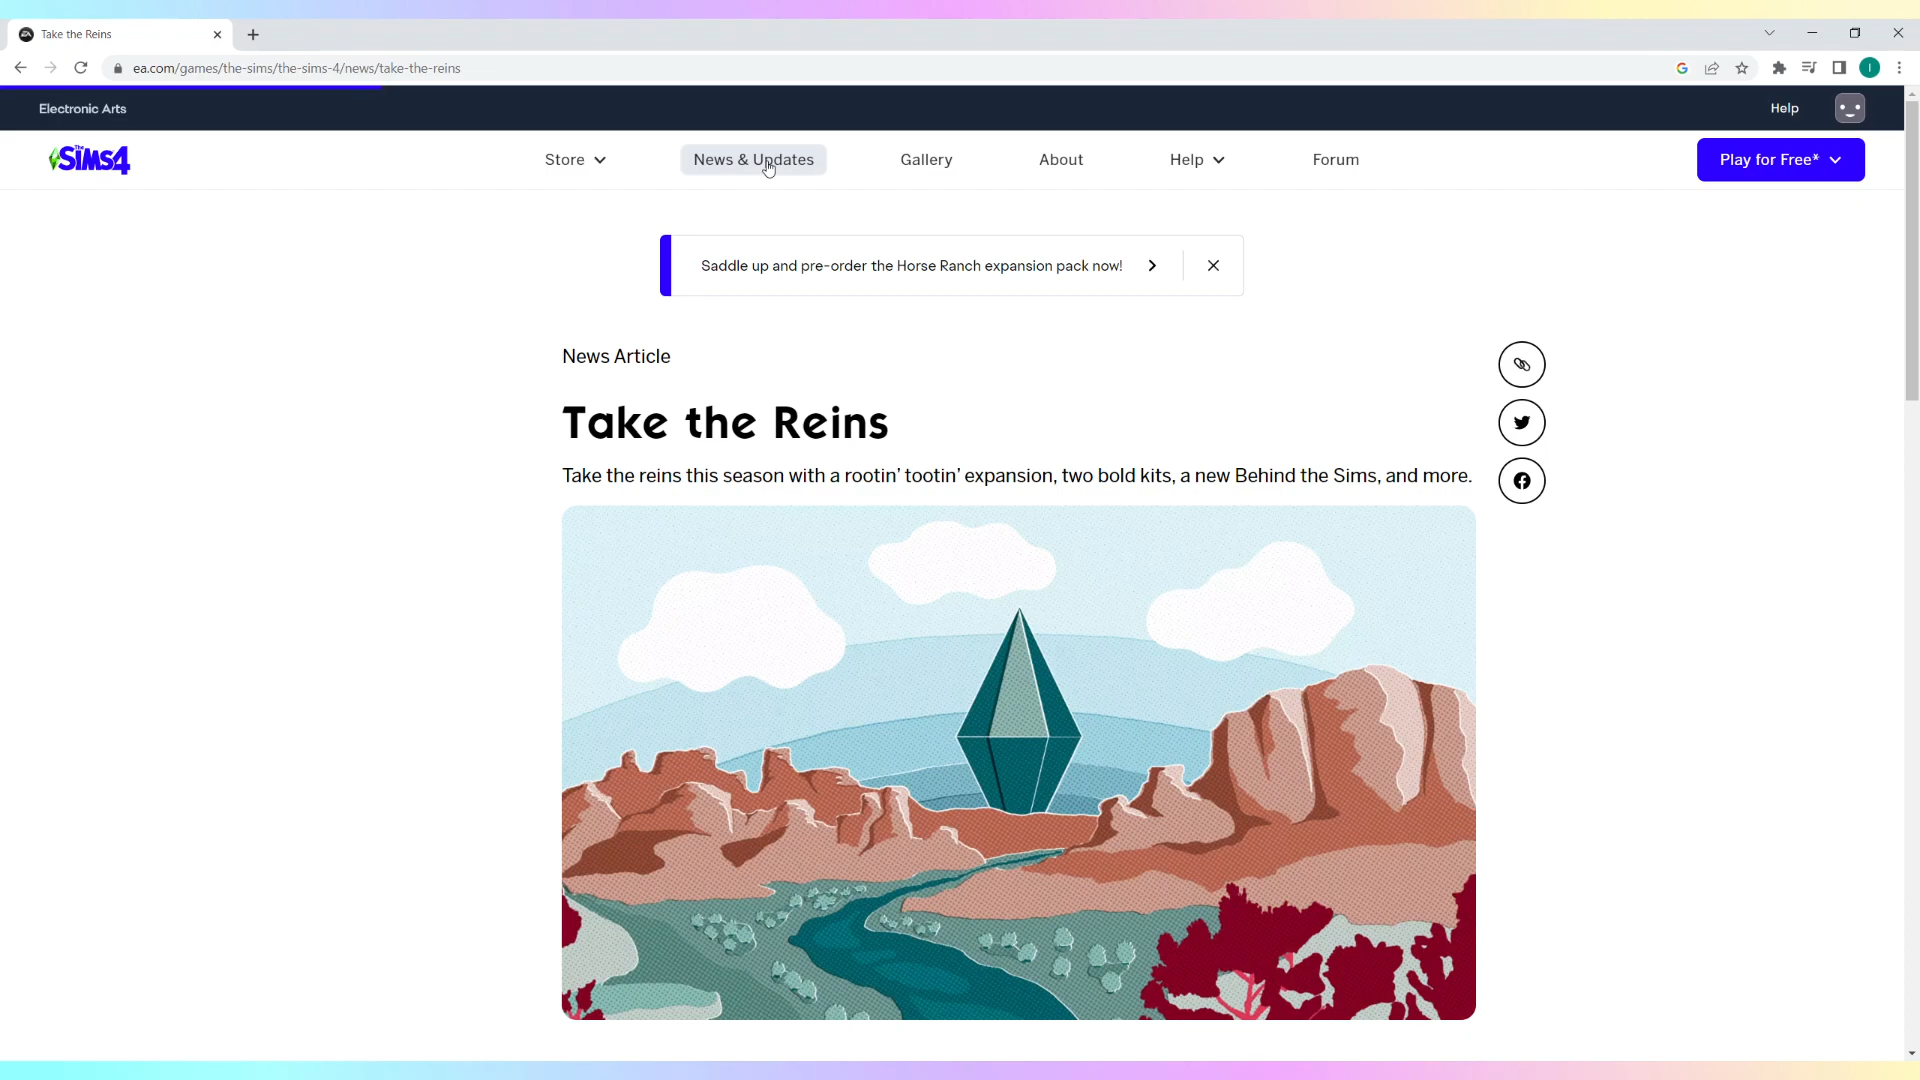 Take the Reins
ea.com/games/the-sims/the-sims-4/news/take-the-reins
I
Electronic Arts
Help
The SIMS4
Store
News & Updates
Gallery
About
Help
Forum
Play for Free*
Saddle up and pre-order the Horse Ranch expansion pack now!
News Article
Take the Reins
Take the reins this season with a rootin’ tootin’ expansion, two bold kits, a new Behind the Sims, and more.